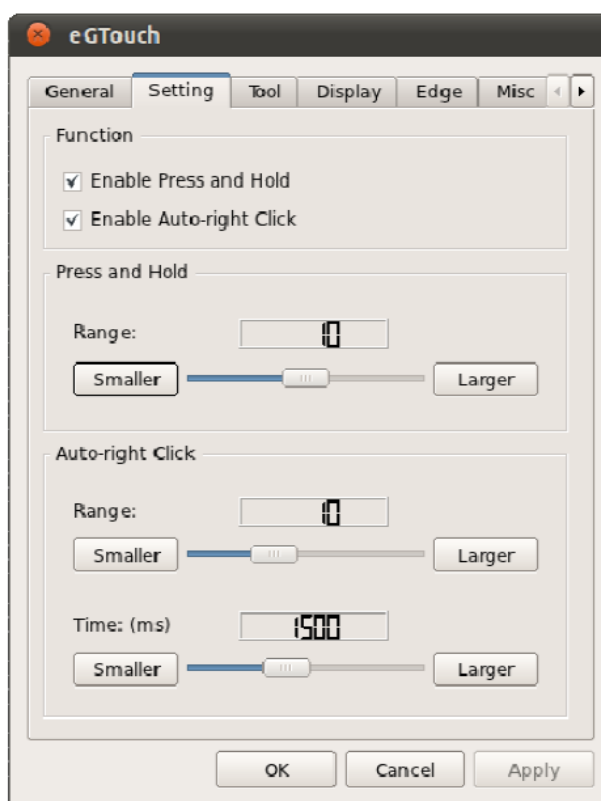 eGTouch
General Setting Tool Display Edge Misc
Function
Enable Press and Hold
Enable Auto-right Click
Press and Hold
Range: 10
Smaller Larger
Auto-right Click
Range: 10
Smaller Larger
Time: (ms) 1500
Smaller Larger
OK Cancel Apply